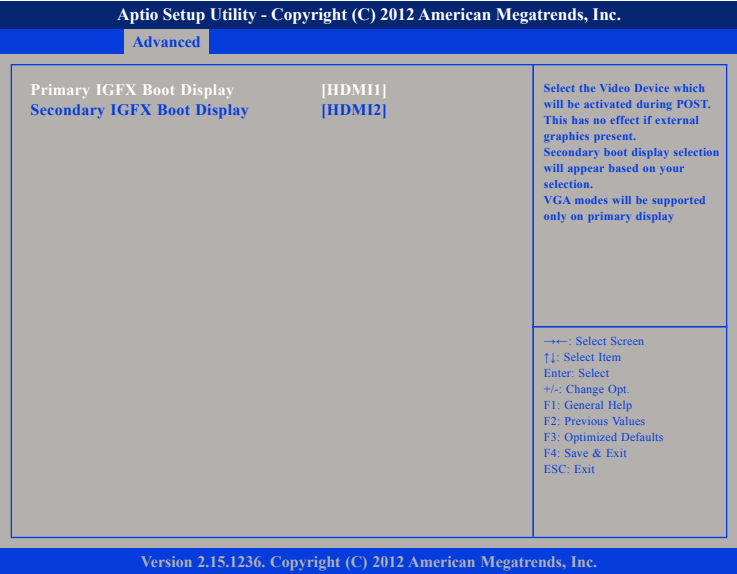 Aptio Setup Utility - Copyright (C) 2012 American Megatrends, Inc.
Advanced
Primary IGFX Boot Display [HDMI1]
Secondary IGFX Boot Display [HDMI2]
Select the Video Device which
will be activated during POST.
This has no effect if external
graphics present.
Secondary boot display selection
will appear based on your
selection.
VGA modes will be supported
only on primary display
→←: Select Screen
↑↓: Select Item
Enter: Select
+/-: Change Opt.
F1: General Help
F2: Previous Values
F3: Optimized Defaults
F4: Save & Exit
ESC: Exit
Version 2.15.1236. Copyright (C) 2012 American Megatrends, Inc.